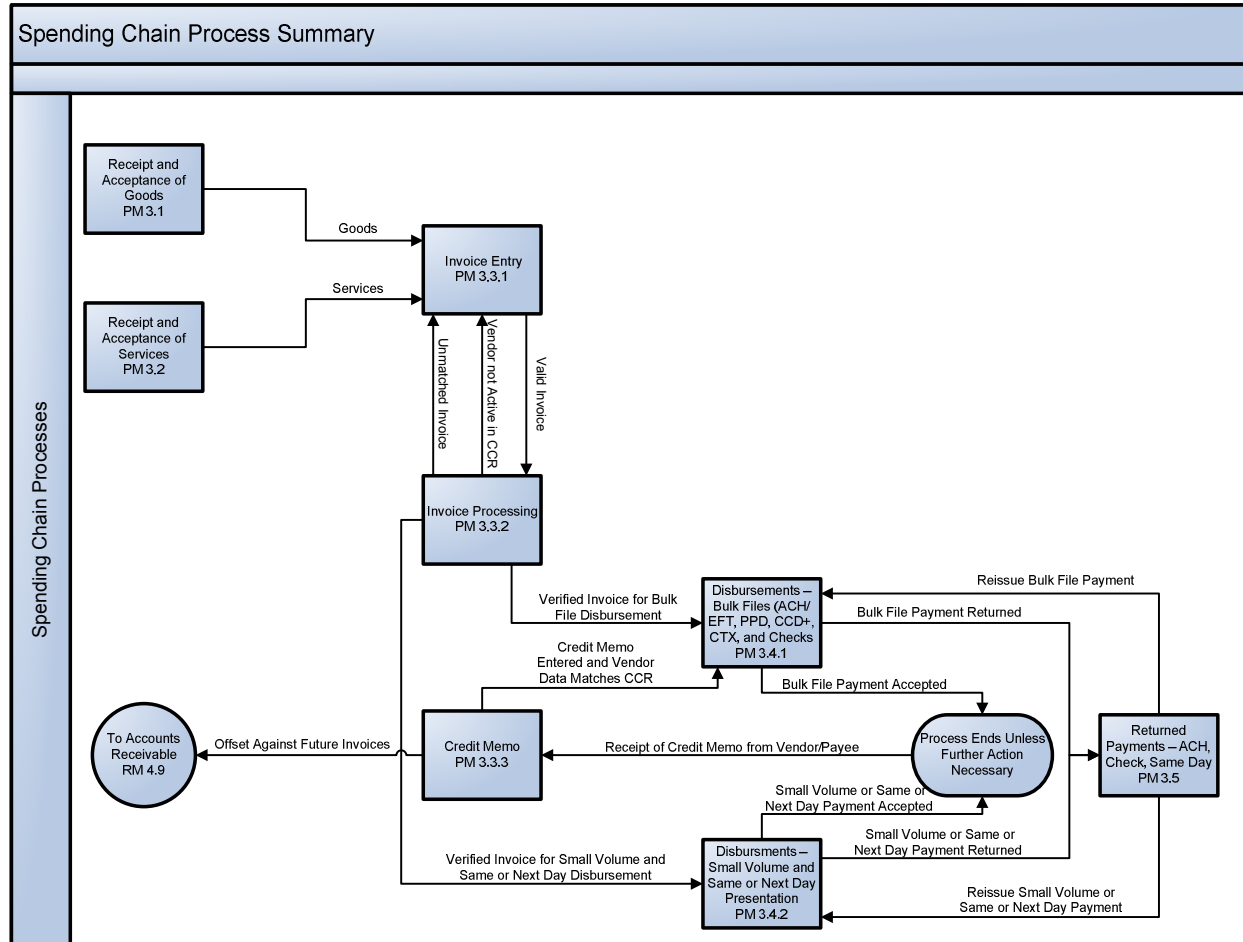 Spending Chain Process Summary
Spending Chain Processes
Receipt and
Acceptance of
Goods
PM 3.1
Goods
Invoice Entry
PM 3.3.1
Services
Receipt and
Acceptance of
Services
PM 3.2
Unmatched Invoice
Vendor not Active in CCR
Valid Invoice
Invoice Processing
PM 3.3.2
Verified Invoice for Bulk
File Disbursement
Disbursements –
Bulk Files (ACH/
EFT, PPD, CCD+,
CTX, and Checks
PM 3.4.1
Reissue Bulk File Payment
Bulk File Payment Returned
Credit Memo
Entered and Vendor
Data Matches CCR
Bulk File Payment Accepted
To Accounts
Receivable
RM 4.9
Offset Against Future Invoices
Credit Memo
PM 3.3.3
Receipt of Credit Memo from Vendor/Payee
Process Ends Unless
Further Action
Necessary
Returned
Payments – ACH,
Check, Same Day
PM 3.5
Small Volume or Same or
Next Day Payment Accepted
Small Volume or Same or
Next Day Payment Returned
Verified Invoice for Small Volume and
Same or Next Day Disbursement
Disbursments –
Small Volume and
Same or Next Day
Presentation
PM 3.4.2
Reissue Small Volume or
Same or Next Day Payment